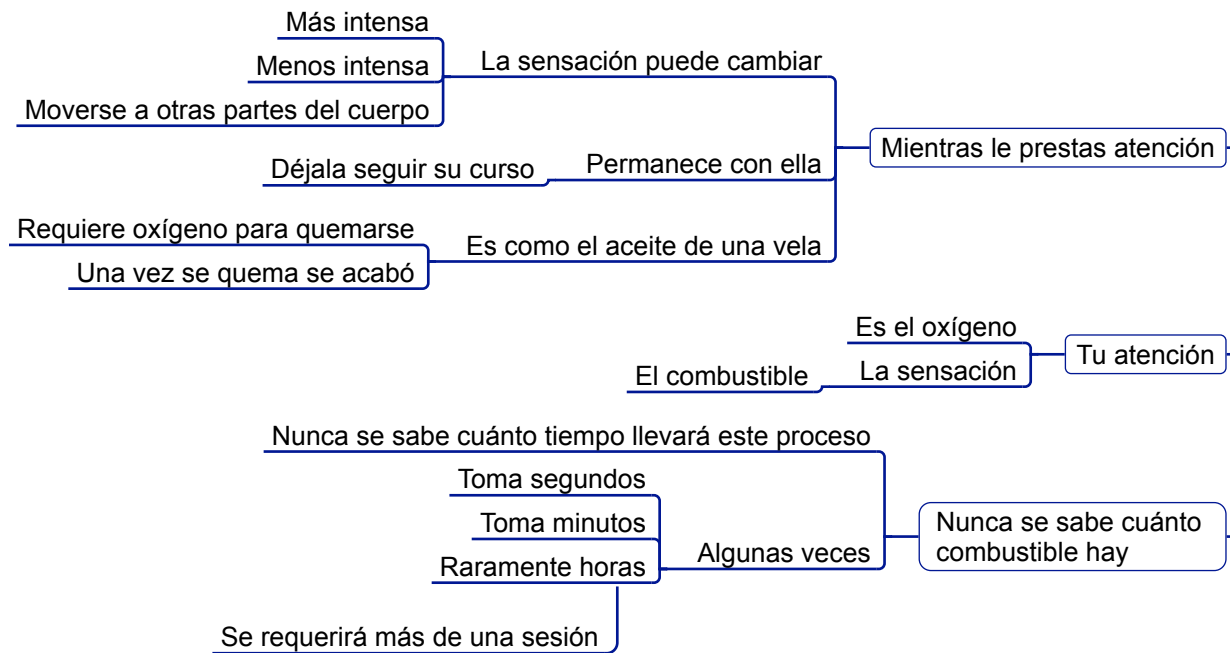 Más intensa
Menos intensa
Moverse a otras partes del cuerpo
La sensación puede cambiar
Déjala seguir su curso
Permanece con ella
Requiere oxígeno para quemarse
Una vez se quema se acabó
Es como el aceite de una vela
Mientras le prestas atención
Es el oxígeno
El combustible
La sensación
Tu atención
Nunca se sabe cuánto tiempo llevará este proceso
Toma segundos
Toma minutos
Raramente horas
Se requerirá más de una sesión
Algunas veces
Nunca se sabe cuánto
combustible hay